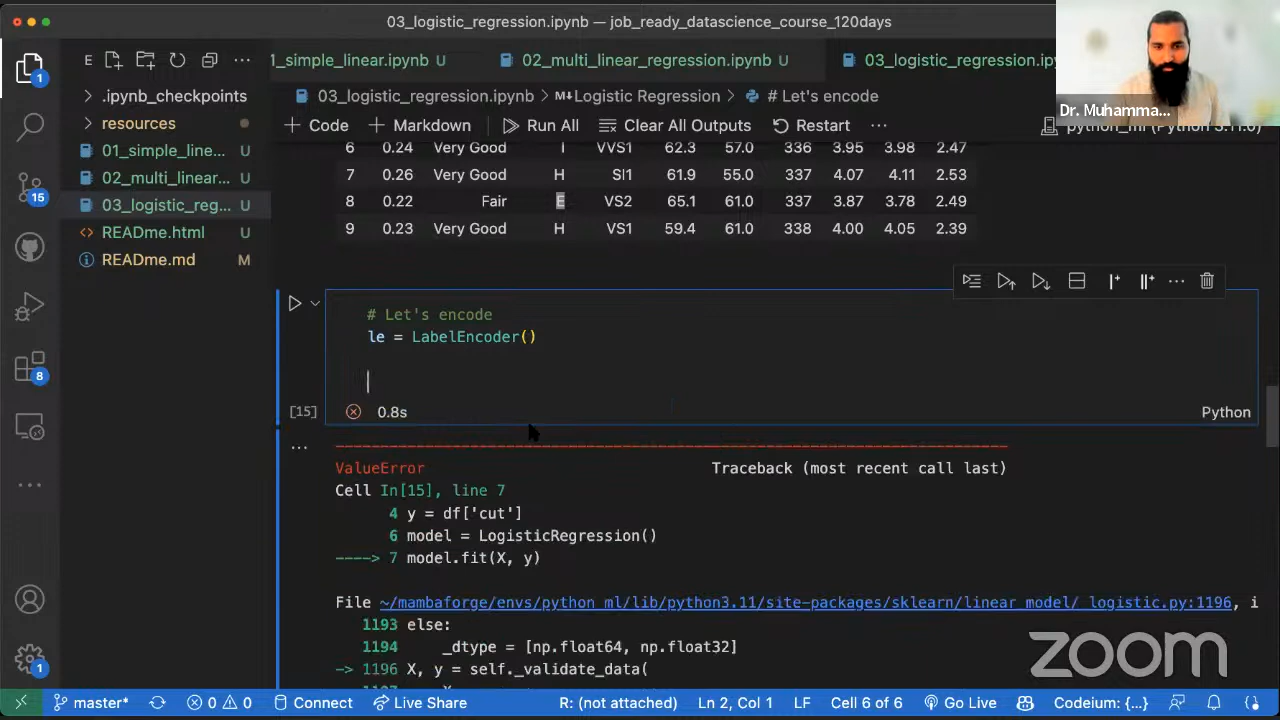 03_logistic_regression.ipynb — job_ready_datascience_course_120days
E
1_simple_linear.ipynb U
02_multi_linear_regression.ipynb U
03_logistic_regression.ipy
1
.ipynb_checkpoints
resources
01_simple_line... U
02_multi_linear... U
03_logistic_reg... U
READme.html U
READme.md M
15
8
1
03_logistic_regression.ipynb > M↓Logistic Regression > # Let's encode
Dr. Muhamma...
+ Code + Markdown Run All Clear All Outputs Restart ...
python_ml (Python 3.11.0)
6 0.24 Very Good I VVS1 62.3 57.0 336 3.95 3.98 2.47
7 0.26 Very Good H SI1 61.9 55.0 337 4.07 4.11 2.53
8 0.22 Fair E VS2 65.1 61.0 337 3.87 3.78 2.49
9 0.23 Very Good H VS1 59.4 61.0 338 4.00 4.05 2.39
# Let's encode
le = LabelEncoder()
[15] 0.8s Python
ValueError Traceback (most recent call last)
Cell In[15], line 7
4 y = df['cut']
6 model = LogisticRegression()
----> 7 model.fit(X, y)
File ~/mambaforge/envs/python_ml/lib/python3.11/site-packages/sklearn/linear_model/_logistic.py:1196, i
1193 else:
1194 _dtype = [np.float64, np.float32]
-> 1196 X, y = self._validate_data(
zoom
master* 0 0 Connect Live Share R: (not attached) Ln 2, Col 1 LF Cell 6 of 6 Go Live Codeium: {...}